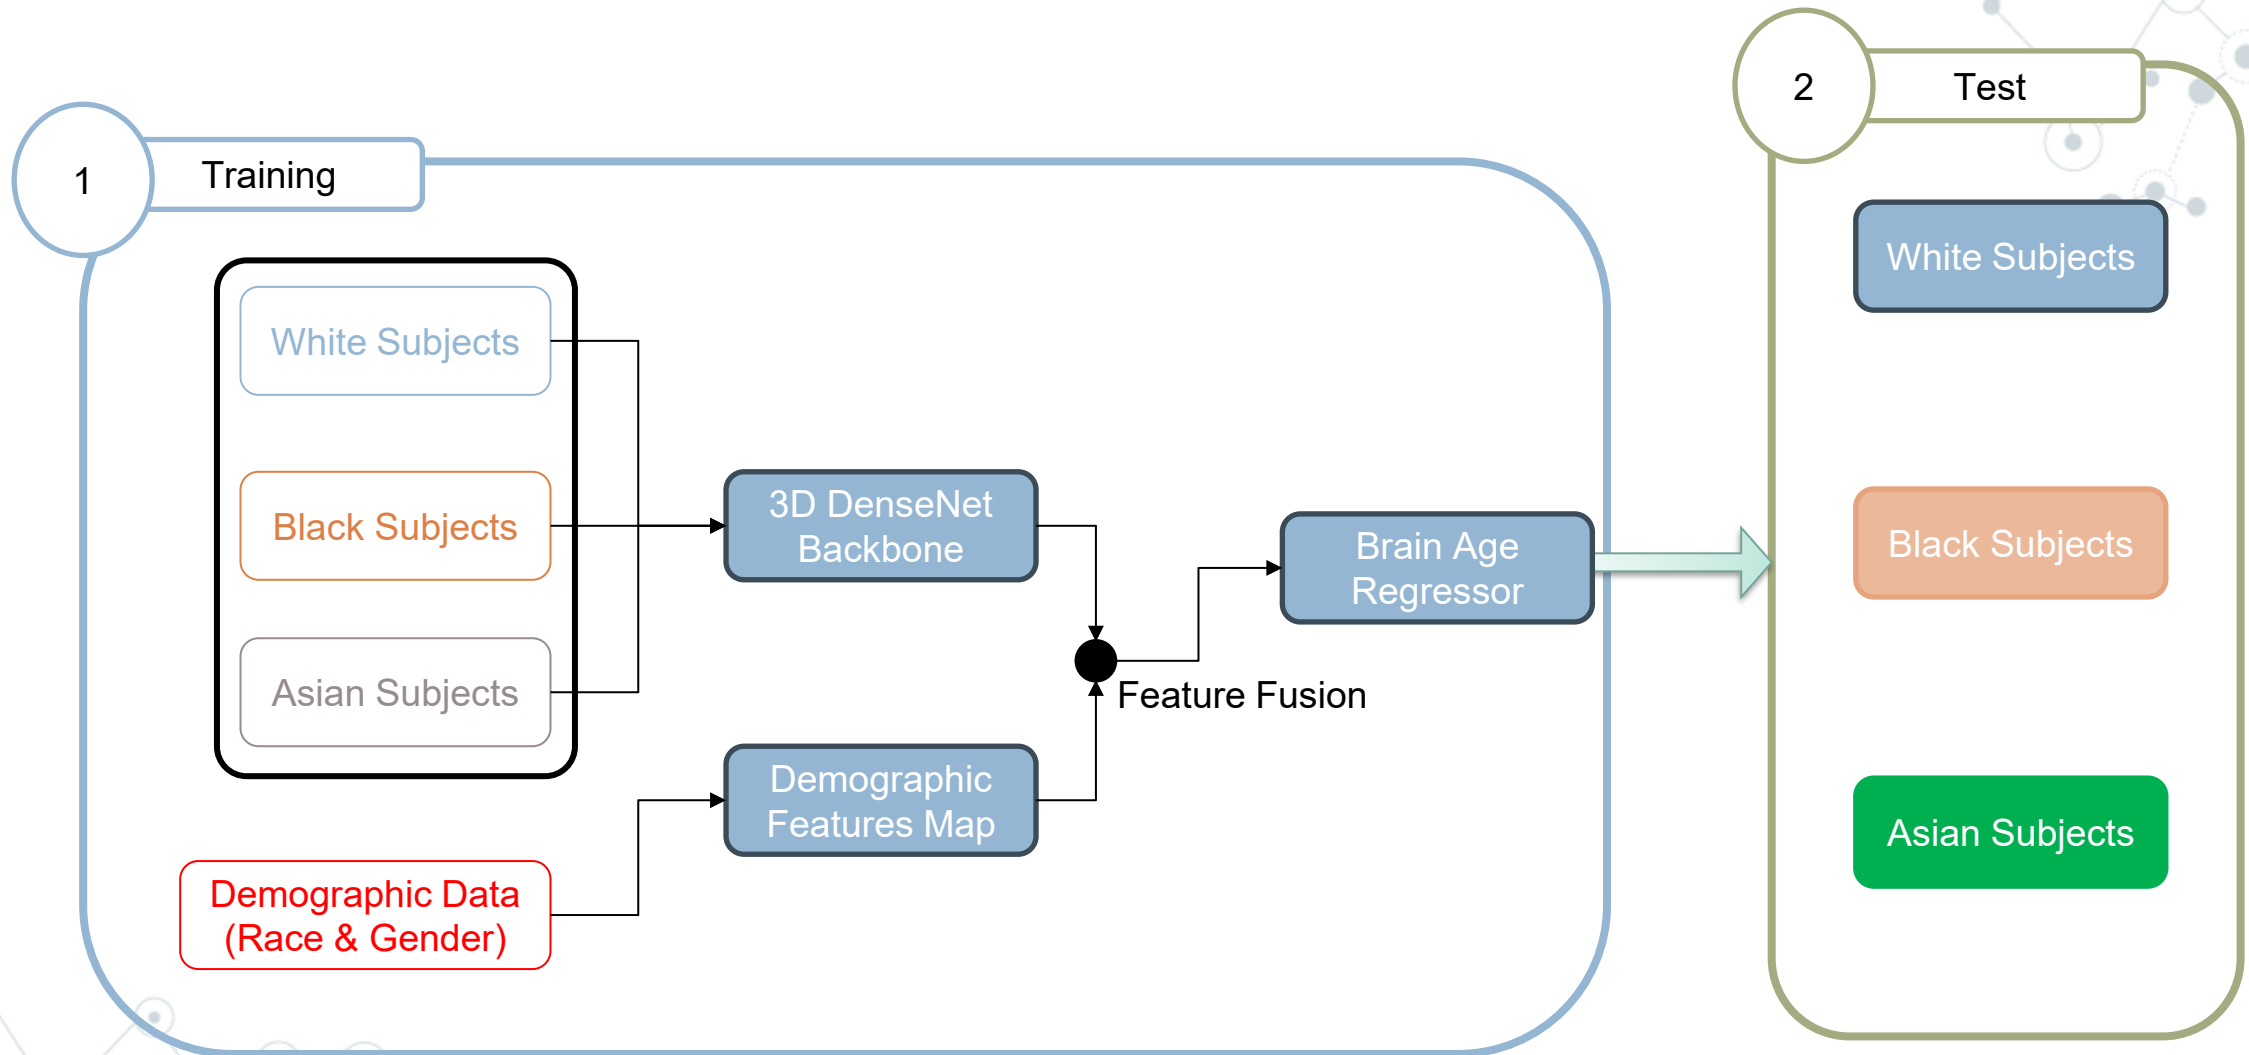 1
Training
White Subjects
Black Subjects
Asian Subjects
Demographic Data
(Race & Gender)
3D DenseNet
Backbone
Demographic
Features Map
Feature Fusion
Brain Age
Regressor
2
Test
White Subjects
Black Subjects
Asian Subjects